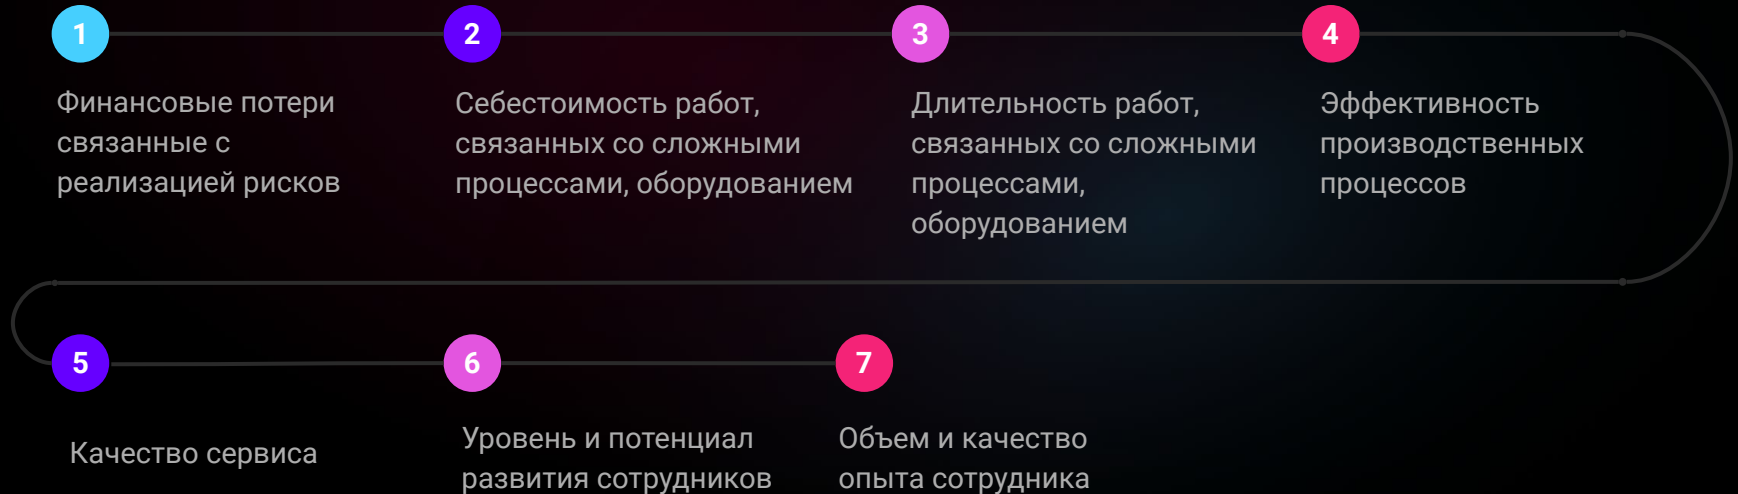 1
2
3
4
Финансовые потери
связанные с
реализацией рисков
Себестоимость работ,
связанных со сложными
процессами, оборудованием
Длительность работ,
связанных со сложными
процессами,
оборудованием
Эффективность
производственных
процессов
5
6
7
Качество сервиса
Уровень и потенциал
развития сотрудников
Объем и качество
опыта сотрудника